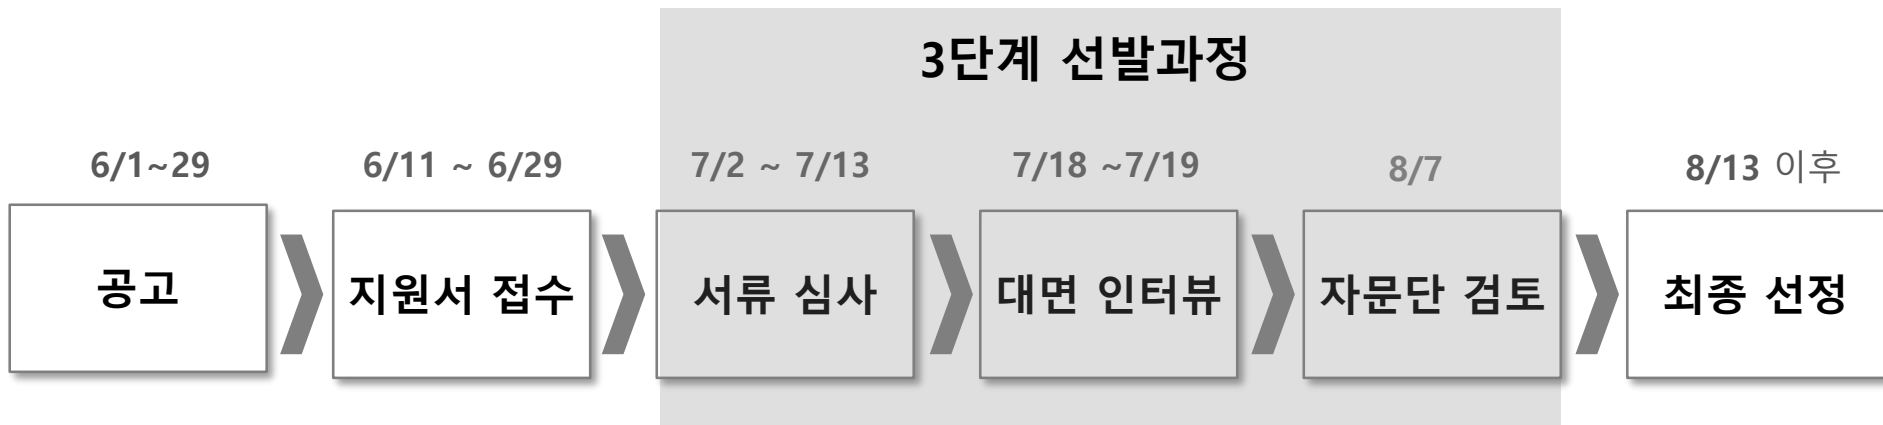 3단계 선발과정
6/1~29
6/11 ~ 6/29
7/2 ~ 7/13
7/18 ~7/19
8/7
8/13 이후
공고
지원서 접수
서류 심사
대면 인터뷰
자문단 검토
최종 선정